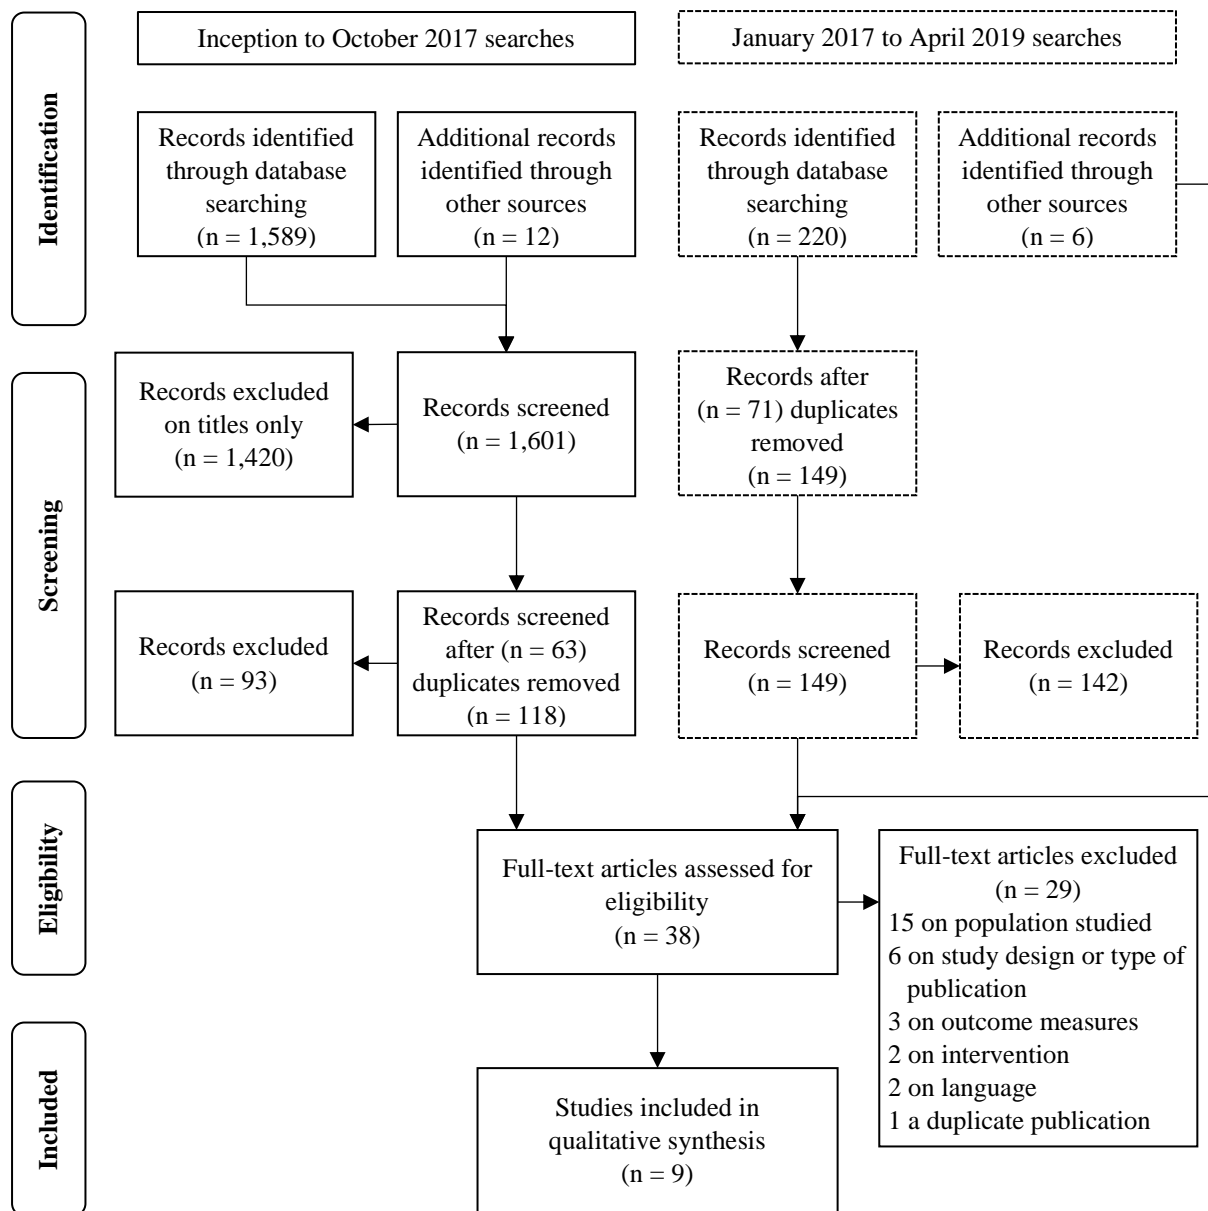 Inception to October 2017 searches
January 2017 to April 2019 searches
Identification
Records identified
through database
searching
(n = 1,589)
Additional records
identified through
other sources
(n = 12)
Records identified
through database
searching
(n = 220)
Additional records
identified through
other sources
(n = 6)
Screening
Records excluded
on titles only
(n = 1,420)
Records screened
(n = 1,601)
Records after
(n = 71) duplicates
removed
(n = 149)
Records excluded
(n = 93)
Records screened
after (n = 63)
duplicates removed
(n = 118)
Records screened
(n = 149)
Records excluded
(n = 142)
Eligibility
Full-text articles assessed for
eligibility
(n = 38)
Full-text articles excluded
(n = 29)
15 on population studied
6 on study design or type of
publication
3 on outcome measures
2 on intervention
2 on language
1 a duplicate publication
Included
Studies included in
qualitative synthesis
(n = 9)